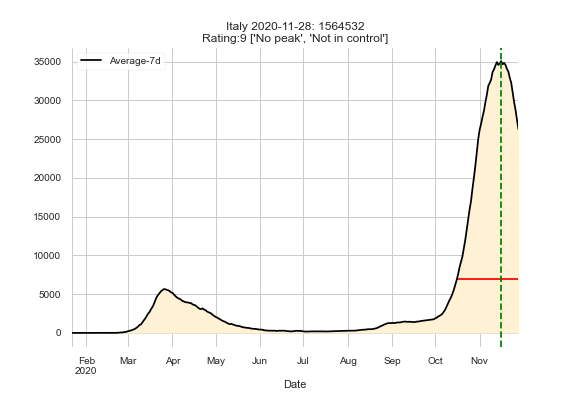 Italy 2020-11-28: 1564532
Rating:9 ['No peak', 'Not in control']
Average-7d
35000
30000
25000
20000
15000
10000
5000
0
Feb Mar Apr May Jun Jul Aug Sep Oct Nov
2020
Date